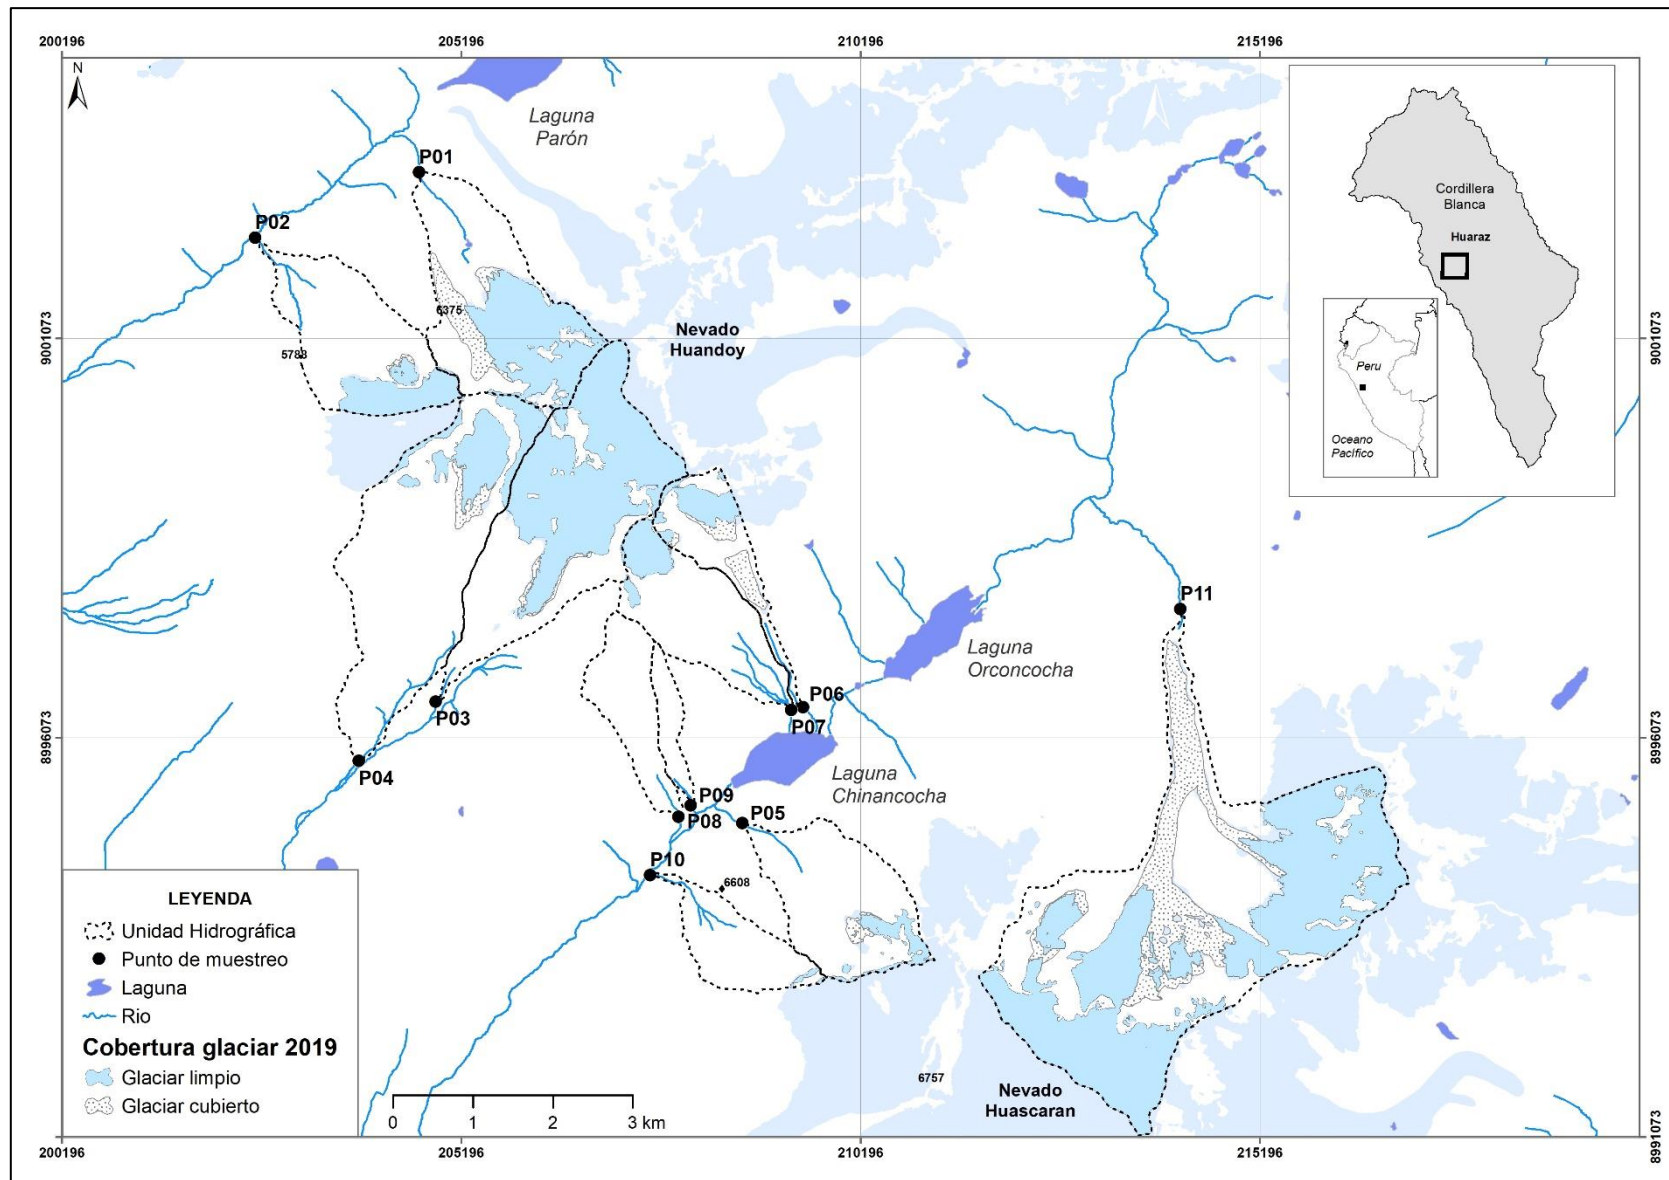 200196
205196
210196
215196
N
Laguna
Parón
P01
P02
Cordillera
Blanca
Huaraz
6375
5783
Nevado
Huandoy
9001073
9001073
Peru
Oceano
Pacífico
P11
Laguna
Orconcocha
P03
P06
P07
P04
8996073
8996073
Laguna
Chinancocha
P09
P08
P05
P10
6608
LEYENDA
Unidad Hidrográfica
Punto de muestreo
Laguna
Rio
Cobertura glaciar 2019
Glaciar limpio
Glaciar cubierto
0 1 2 3 km
6757
Nevado
Huascaran
8991073
200196
205196
210196
215196